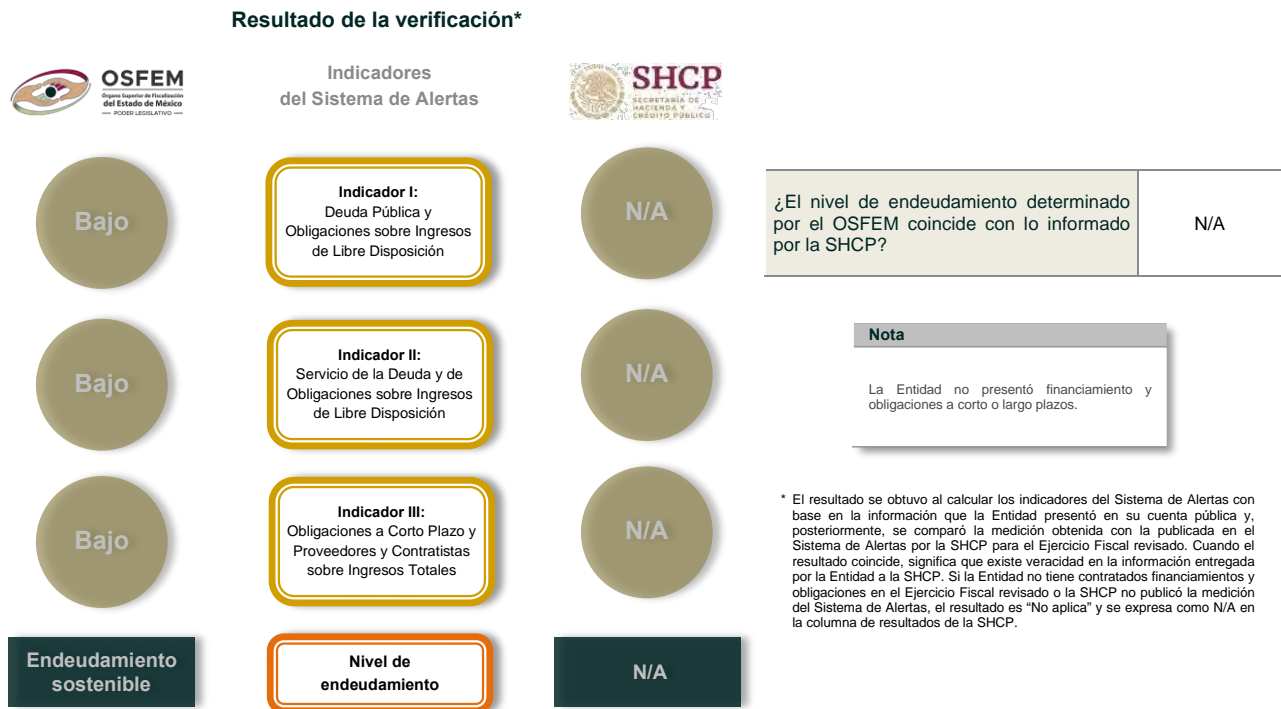 Resultado de la verificación*
OSFEM
Órgano Superior de Fiscalización
del Estado de México
PODER LEGISLATIVO
Indicadores
del Sistema de Alertas
SHCP
SECRETARÍA DE
HACIENDA Y
CRÉDITO PÚBLICO
Bajo
Indicador I:
Deuda Pública y
Obligaciones sobre Ingresos
de Libre Disposición
N/A
¿El nivel de endeudamiento determinado
por el OSFEM coincide con lo informado
por la SHCP?
N/A
Bajo
Indicador II:
Servicio de la Deuda y de
Obligaciones sobre Ingresos
de Libre Disposición
N/A
Nota
La Entidad no presentó financiamiento y
obligaciones a corto o largo plazos.
Bajo
Indicador III:
Obligaciones a Corto Plazo y
Proveedores y Contratistas
sobre Ingresos Totales
N/A
* El resultado se obtuvo al calcular los indicadores del Sistema de Alertas con
base en la información que la Entidad presentó en su cuenta pública y,
posteriormente, se comparó la medición obtenida con la publicada en el
Sistema de Alertas por la SHCP para el Ejercicio Fiscal revisado. Cuando el
resultado coincide, significa que existe veracidad en la información entregada
por la Entidad a la SHCP. Si la Entidad no tiene contratados financiamientos y
obligaciones en el Ejercicio Fiscal revisado o la SHCP no publicó la medición
del Sistema de Alertas, el resultado es “No aplica” y se expresa como N/A en
la columna de resultados de la SHCP.
Endeudamiento
sostenible
Nivel de
endeudamiento
N/A